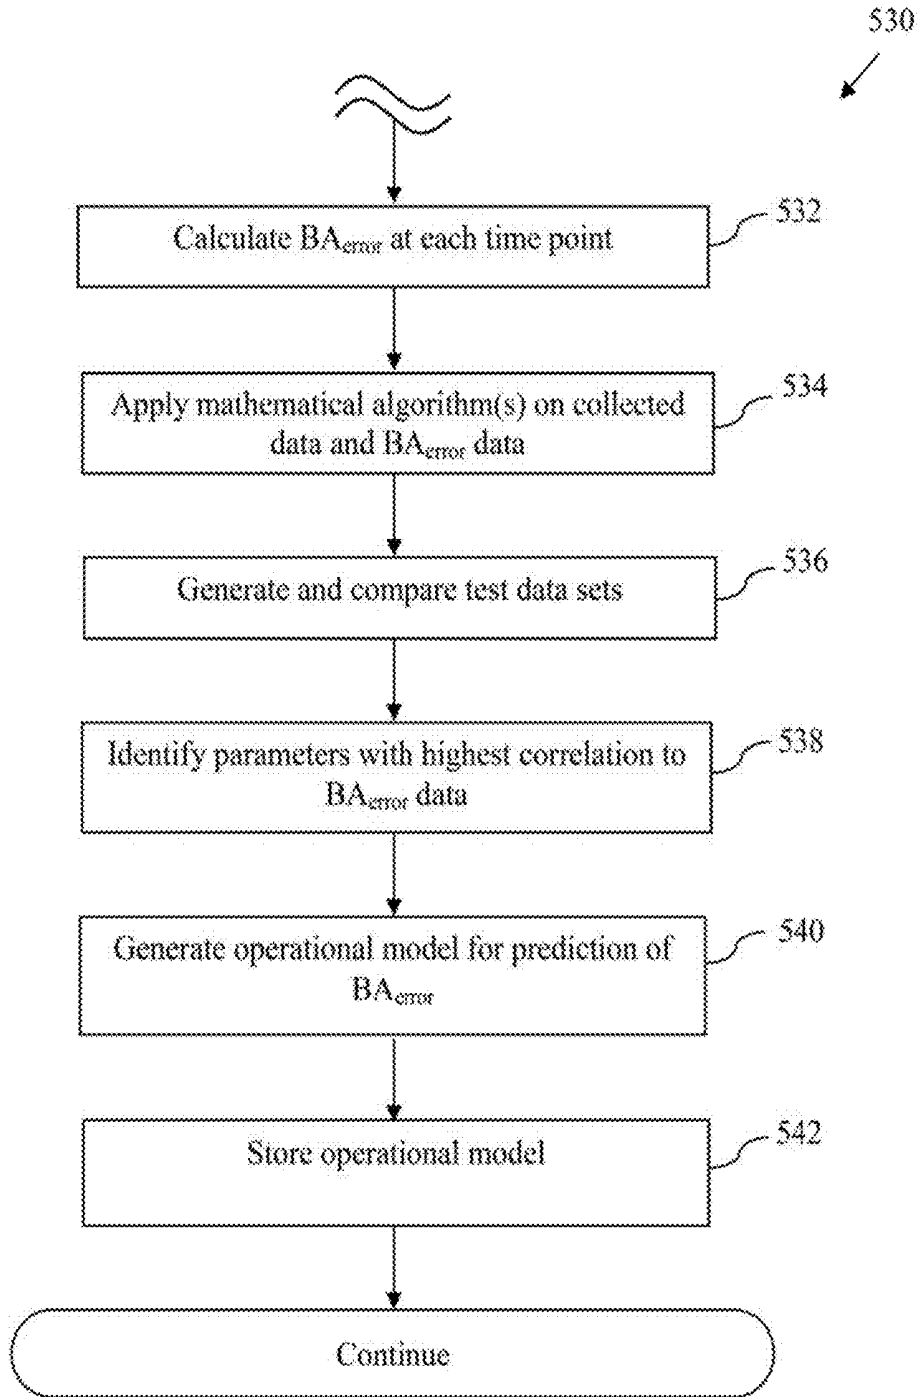 530
Calculate BAerror at each time point
532
Apply mathematical algorithm(s) on collected
data and BAerror data
534
Generate and compare test data sets
536
Identify parameters with highest correlation to
BAerror data
538
Generate operational model for prediction of
BAerror
540
Store operational model
542
Continue